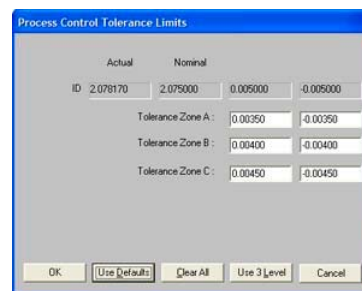 Process Control Tolerance Limits
Actual Nominal
ID 2.078170 2.075000 0.005000 -0.005000
Tolerance Zone A : 0.00350 -0.00350
Tolerance Zone B : 0.00400 -0.00400
Tolerance Zone C : 0.00450 -0.00450
OK Use Defaults Clear All Use 3 Level Cancel